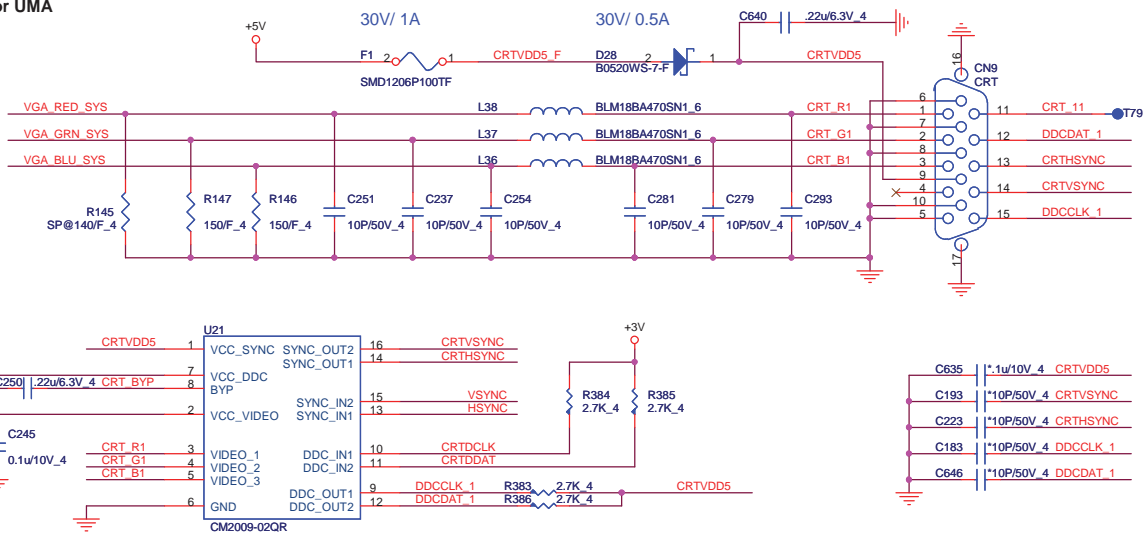 or UMA
+5V
30V/ 1A
30V/ 0.5A
C640
.22u/6.3V_4
F1
2
1
CRTVDD5_F
D28
2
1
CRTVDD5
SMD1206P100TF
B0520WS-7-F
16
CN9
CRT
VGA_RED_SYS
L38
BLM18BA470SN1_6
CRT_R1
VGA_GRN_SYS
L37
BLM18BA470SN1_6
CRT_G1
VGA_BLU_SYS
L36
BLM18BA470SN1_6
CRT_B1
6
1
7
2
8
3
9
4
10
5
11
CRT_11
T79
12
DDCDAT_1
13
CRTHSYNC
14
CRTVSYNC
15
DDCCLK_1
17
R145
SP@140/F_4
R147
150/F_4
R146
150/F_4
C251
10P/50V_4
C237
10P/50V_4
C254
10P/50V_4
C281
10P/50V_4
C279
10P/50V_4
C293
10P/50V_4
U21
CRTVDD5
1
VCC_SYNC
SYNC_OUT2
16
CRTVSYNC
SYNC_OUT1
14
CRTHSYNC
7
VCC_DDC
C250
.22u/6.3V_4
CRT_BYP
8
BYP
SYNC_IN2
15
VSYNC
2
VCC_VIDEO
SYNC_IN1
13
HSYNC
C245
0.1u/10V_4
CRT_R1
3
VIDEO_1
DDC_IN1
10
CRTDCLK
CRT_G1
4
VIDEO_2
DDC_IN2
11
CRTDDAT
CRT_B1
5
VIDEO_3
DDC_OUT1
9
DDCCLK_1
R383
2.7K_4
CRTVDD5
6
GND
DDC_OUT2
12
DDCDAT_1
R386
2.7K_4
CM2009-02QR
+3V
R384
2.7K_4
R385
2.7K_4
C635
*.1u/10V_4
CRTVDD5
C193
*10P/50V_4
CRTVSYNC
C223
*10P/50V_4
CRTHSYNC
C183
*10P/50V_4
DDCCLK_1
C646
*10P/50V_4
DDCDAT_1